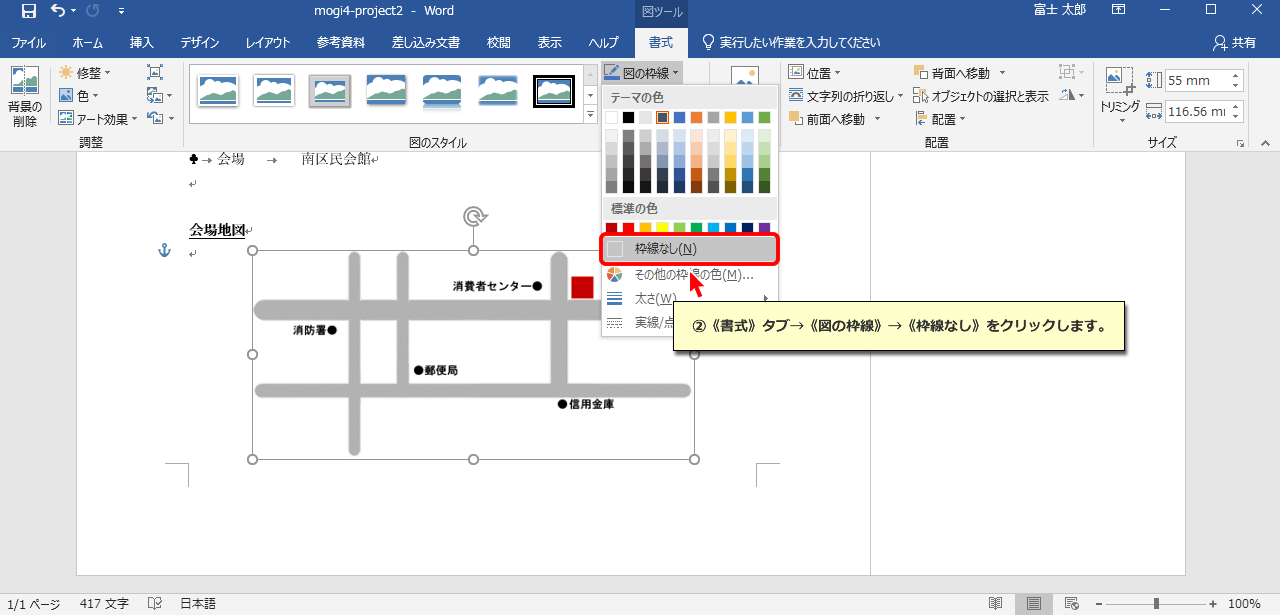 mogi4-project2 - Word
図ツール
富士 太郎
ファイル ホーム 挿入 デザイン レイアウト 参考資料 差し込み文書 校閲 表示 ヘルプ 書式 実行したい作業を入力してください 共有
背景の
削除
修整
色
アート効果
調整
図のスタイル
図の枠線
位置
文字列の折り返し
前面へ移動
背面へ移動
オブジェクトの選択と表示
配置
配置
トリミング
55 mm
116.56 mm
サイズ
テーマの色
標準の色
枠線なし(N)
その他の枠線の色(M)...
太さ(W)
実線/点
②《書式》タブ→《図の枠線》→《枠線なし》をクリックします。
♣→会場 → 南区民会館
会場地図
消費者センター●
消防署●
●郵便局
●信用金庫
1/1 ページ 417 文字 日本語
100%